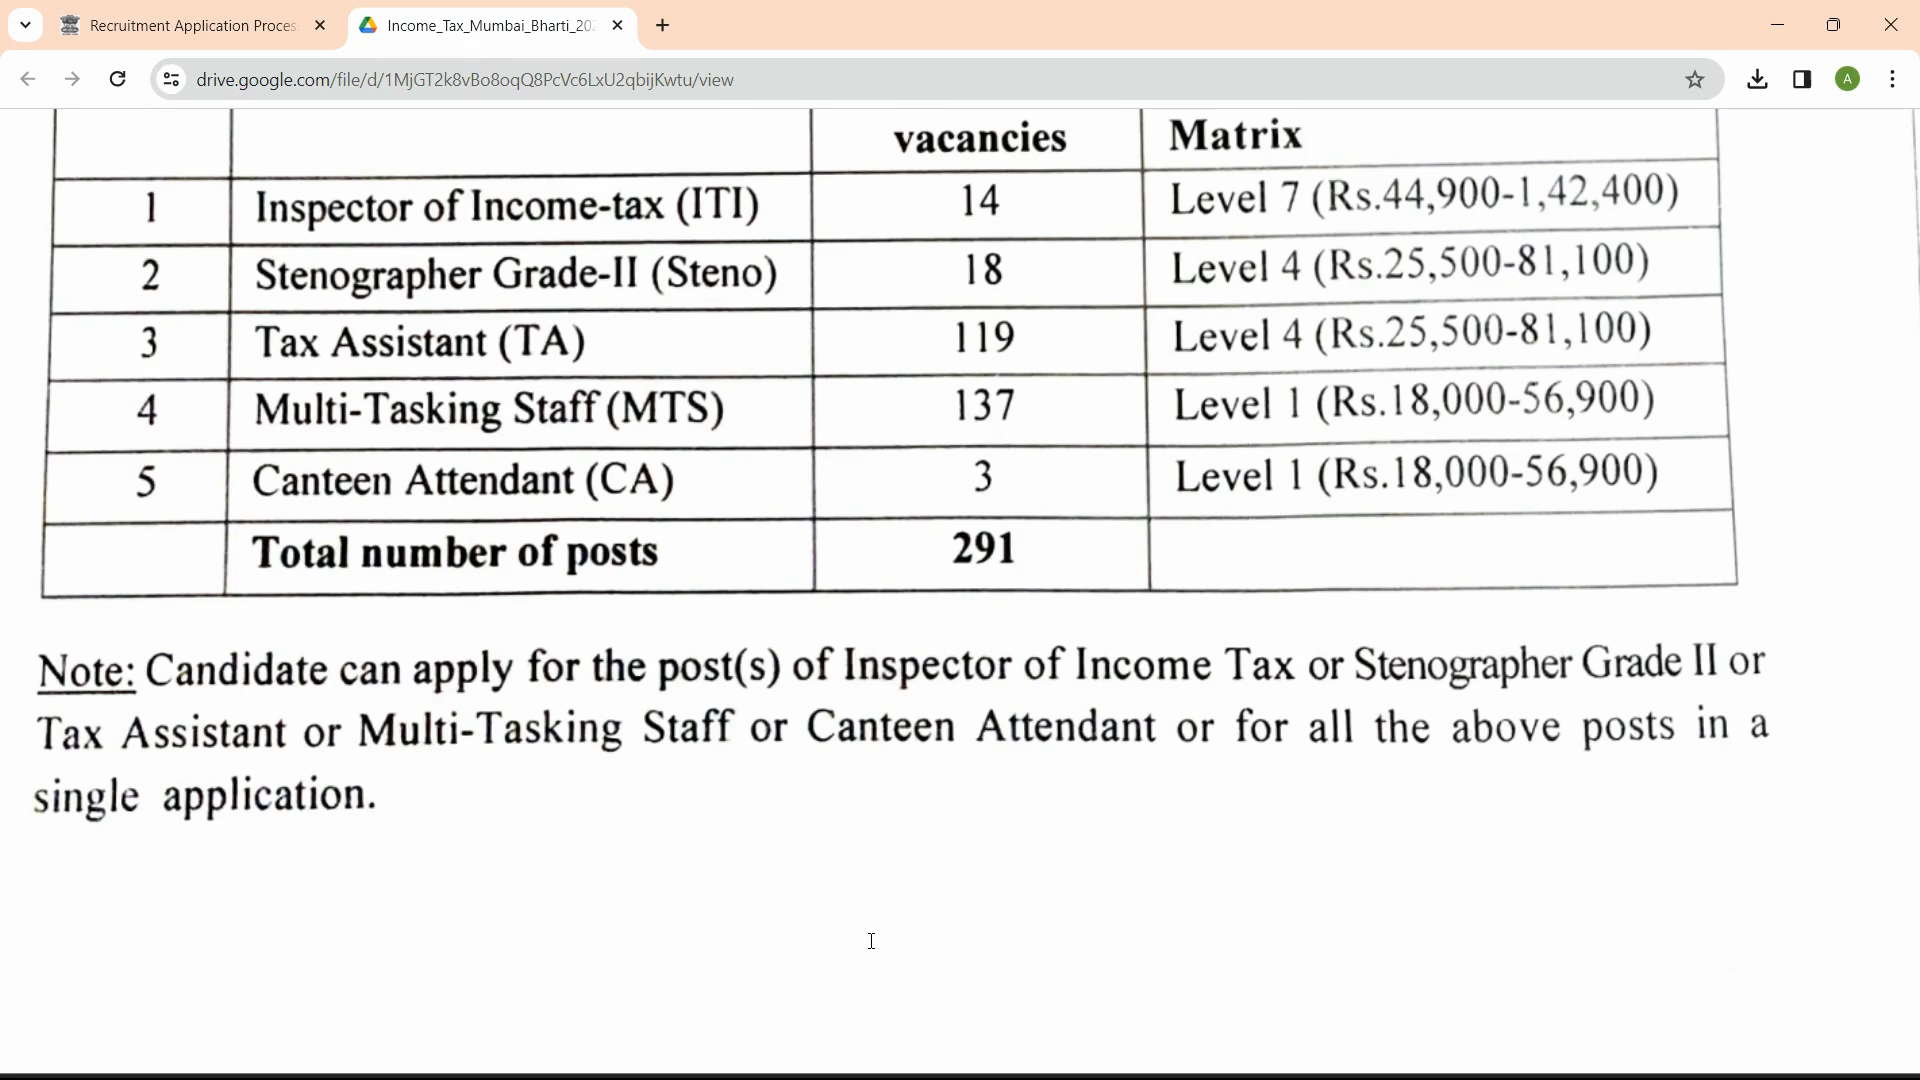 Recruitment Application Proces
Income_Tax_Mumbai_Bharti_202
drive.google.com/file/d/1MjGT2k8vBo8oqQ8PcVc6LxU2qbijKwtu/view
A
vacancies Matrix
1 Inspector of Income-tax (ITI) 14 Level 7 (Rs.44,900-1,42,400)
2 Stenographer Grade-II (Steno) 18 Level 4 (Rs.25,500-81,100)
3 Tax Assistant (TA) 119 Level 4 (Rs.25,500-81,100)
4 Multi-Tasking Staff (MTS) 137 Level 1 (Rs.18,000-56,900)
5 Canteen Attendant (CA) 3 Level 1 (Rs.18,000-56,900)
Total number of posts 291
Note: Candidate can apply for the post(s) of Inspector of Income Tax or Stenographer Grade II or
Tax Assistant or Multi-Tasking Staff or Canteen Attendant or for all the above posts in a
single application.